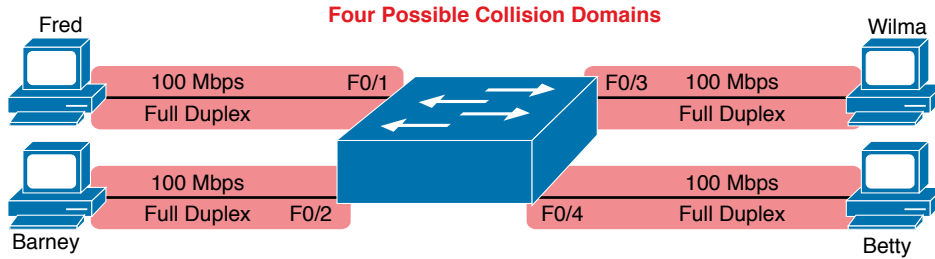 Four Possible Collision Domains
Fred
Wilma
100 Mbps
F0/1
Full Duplex
F0/3
100 Mbps
Full Duplex
100 Mbps
Full Duplex
F0/2
100 Mbps
F0/4
Full Duplex
Barney
Betty